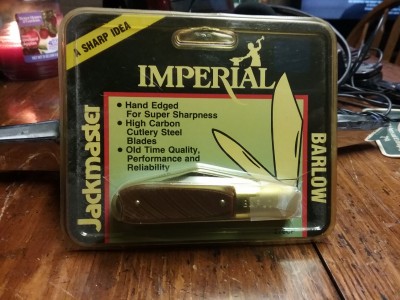 A SHARP IDEA
IMPERIAL
Jackmaster
• Hand Edged
For Super Sharpness
• High Carbon
Cutlery Steel
Blades
• Old Time Quality,
Performance and
Reliability
BARLOW